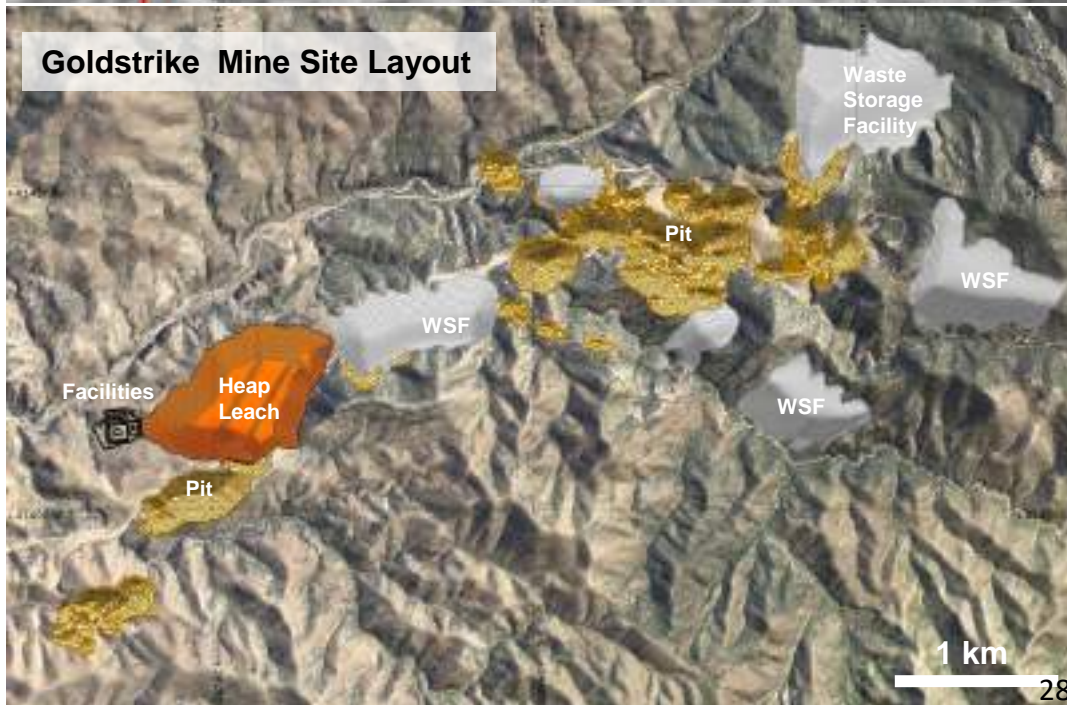 Goldstrike Mine Site Layout
Waste
Storage
Facility
Pit
WSF
WSF
Facilities
Heap
Leach
WSF
Pit
1 km
28